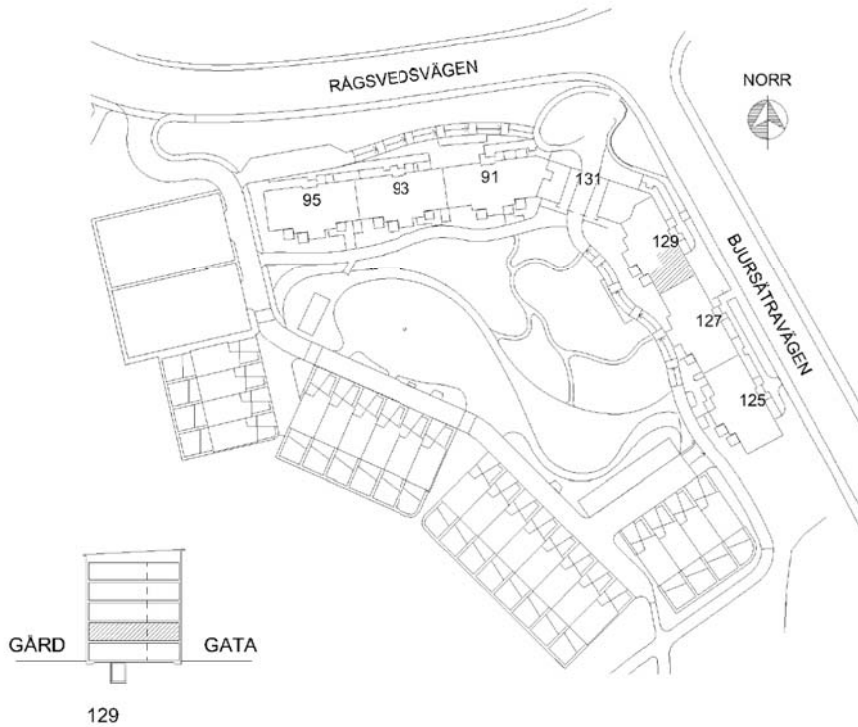 RÅGSVEDSVÄGEN
NORR
95
93
91
131
129
BJURSÄTRAVÄGEN
127
125
GÅRD
GATA
129